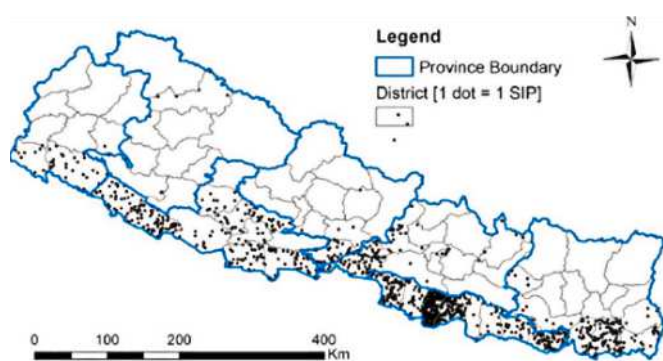 N
Legend
Province Boundary
District [1 dot = 1 SIP]
0 100 200 400
Km